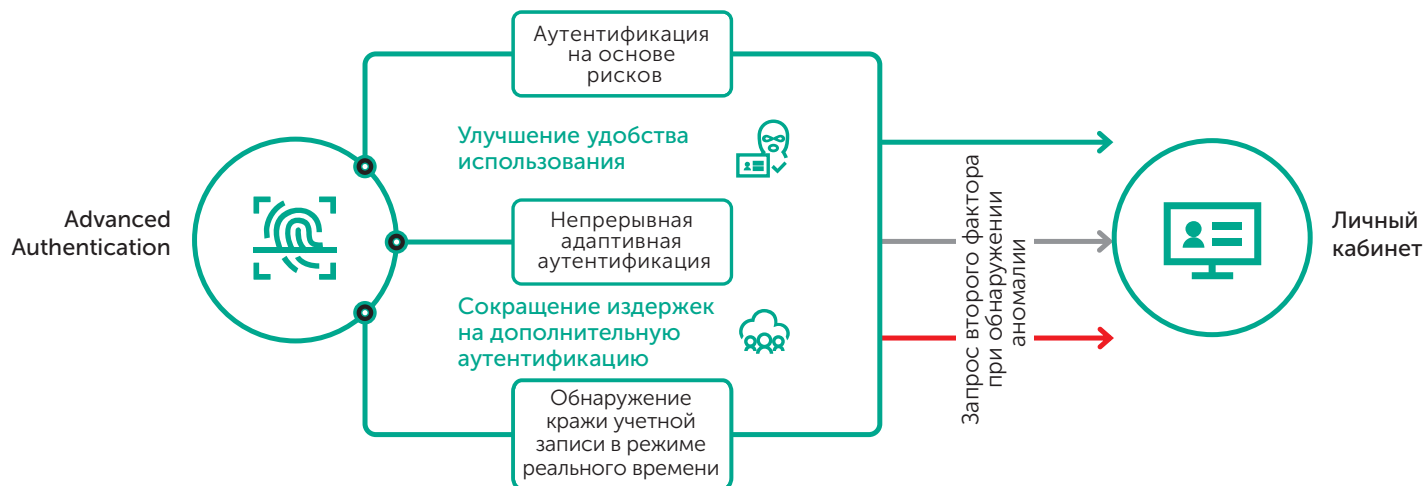 Аутентификация
на основе
рисков
Улучшение удобства
использования
Advanced
Authentication
Непрерывная
адаптивная
аутентификация
Сокращение издержек
на дополнительную
аутентификацию
Обнаружение
кражи учетной
записи в режиме
реального времени
Запрос второго фактора
при обнаружении
аномалии
Личный
кабинет